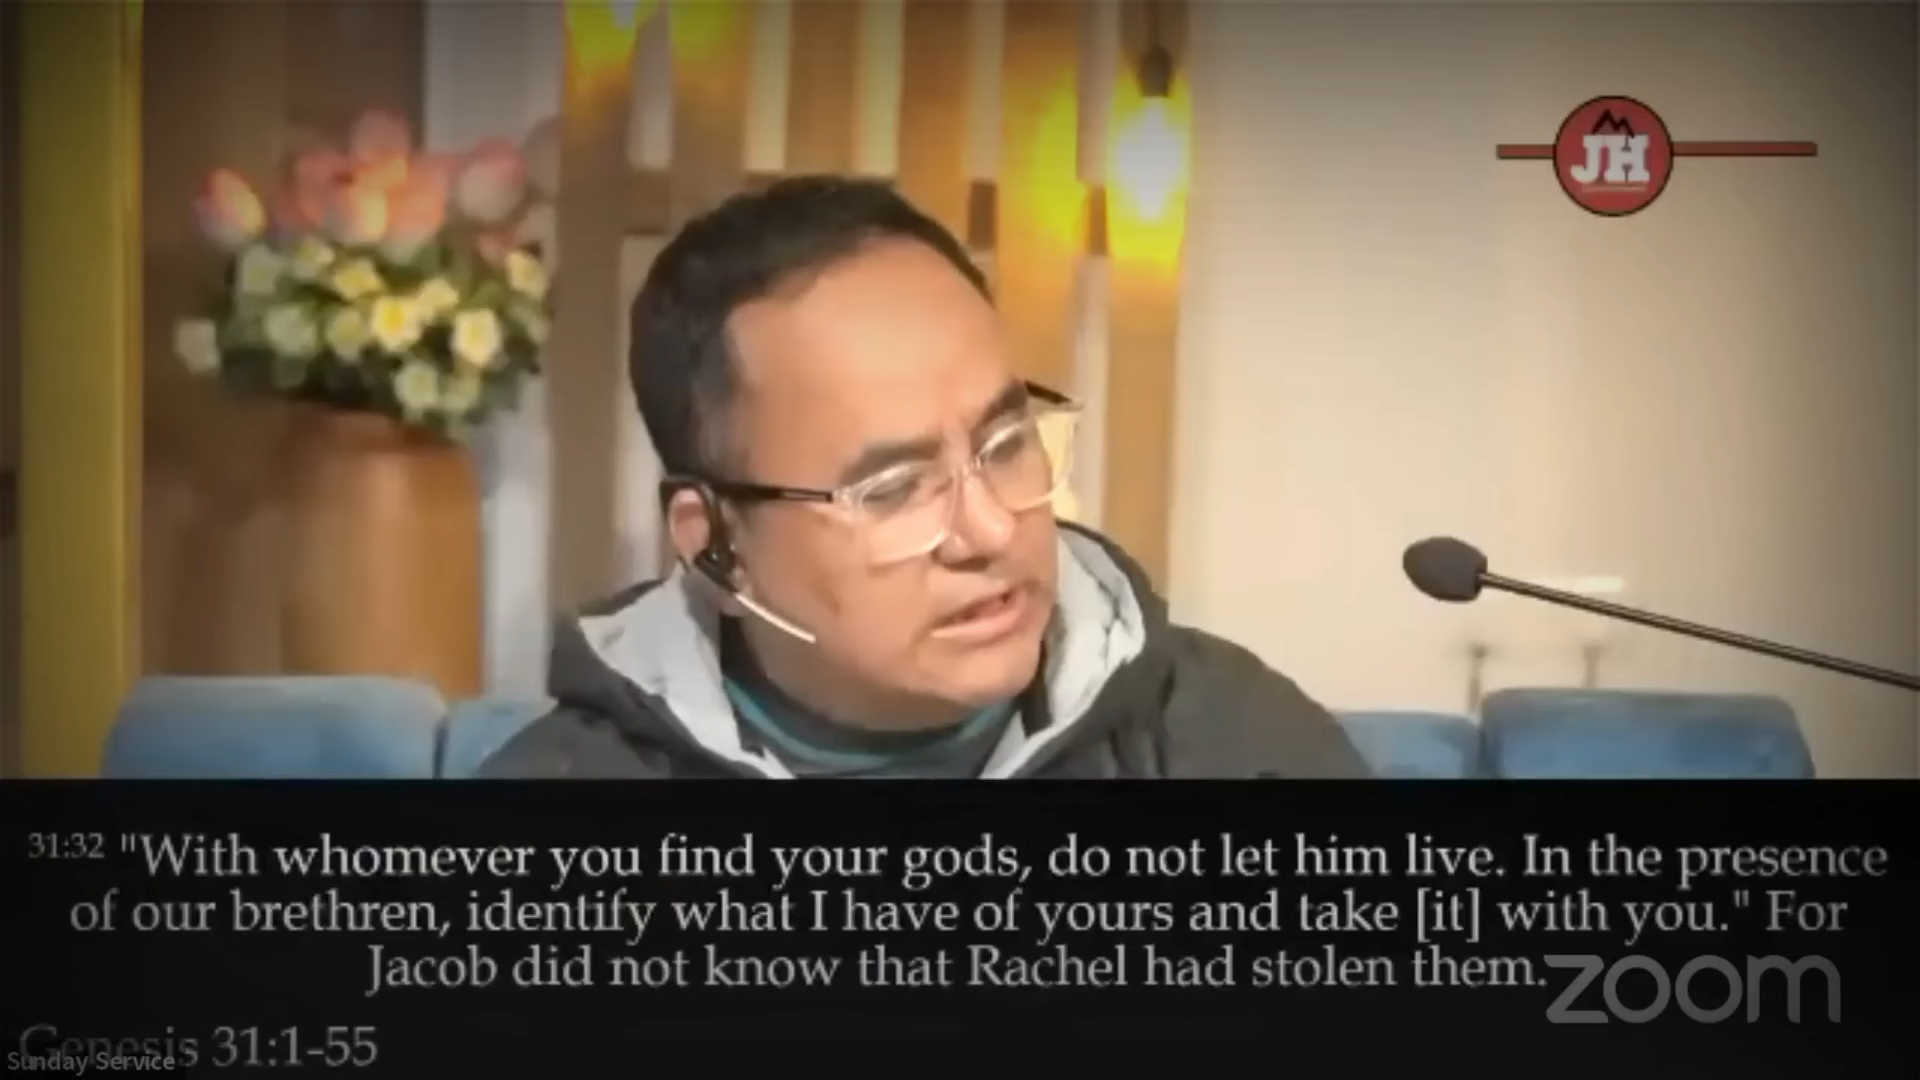 JH
31:32 "With whomever you find your gods, do not let him live. In the presence
of our brethren, identify what I have of yours and take [it] with you." For
Jacob did not know that Rachel had stolen them.
zoom
Genesis 31:1-55
Sunday Service